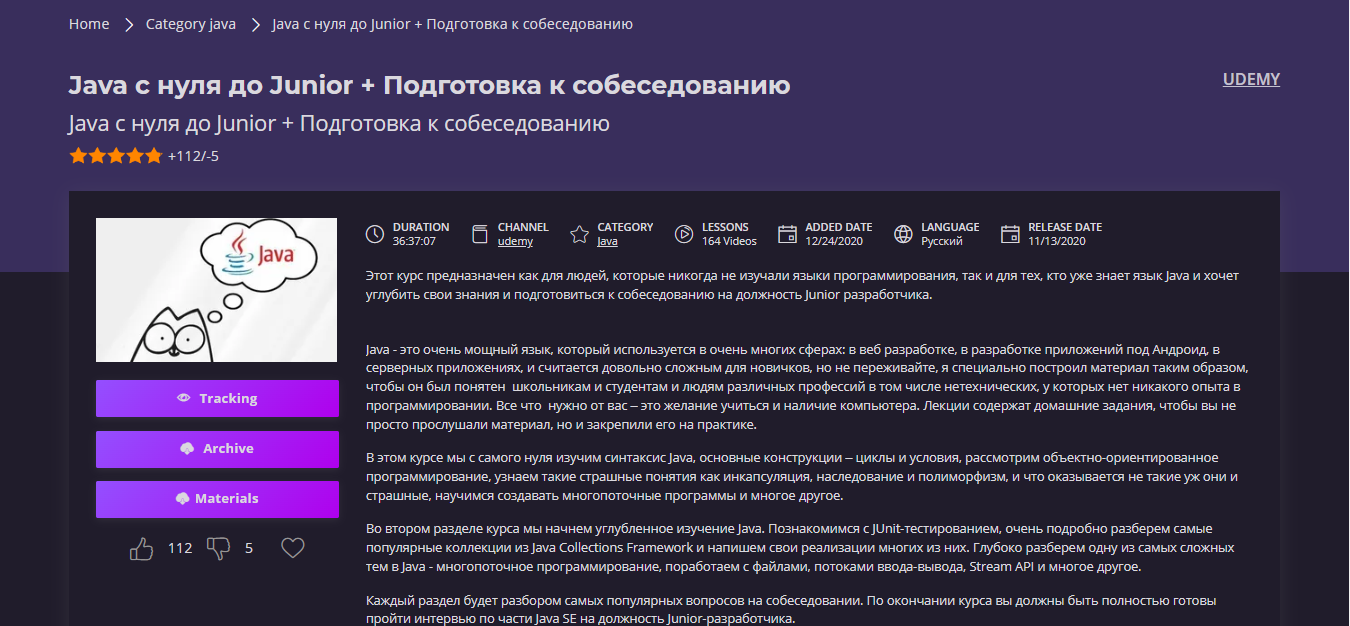 Home > Category java > Java с нуля до Junior + Подготовка к собеседованию
Java с нуля до Junior + Подготовка к собеседованию
UDEMY
Java с нуля до Junior + Подготовка к собеседованию
+112/-5
Java
Tracking
Archive
Materials
112 5
DURATION
36:37:07
CHANNEL
udemy
CATEGORY
Java
LESSONS
164 Videos
ADDED DATE
12/24/2020
LANGUAGE
Русский
RELEASE DATE
11/13/2020
Этот курс предназначен как для людей, которые никогда не изучали языки программирования, так и для тех, кто уже знает язык Java и хочет
углубить свои знания и подготовиться к собеседованию на должность Junior разработчика.
Java - это очень мощный язык, который используется в очень многих сферах: в веб разработке, в разработке приложений под Андроид, в
серверных приложениях, и считается довольно сложным для новичков, но не переживайте, я специально построил материал таким образом,
чтобы он был понятен школьникам и студентам и людям различных профессий в том числе нетехнических, у которых нет никакого опыта в
программировании. Все что нужно от вас – это желание учиться и наличие компьютера. Лекции содержат домашние задания, чтобы вы не
просто прослушали материал, но и закрепили его на практике.
В этом курсе мы с самого нуля изучим синтаксис Java, основные конструкции – циклы и условия, рассмотрим объектно-ориентированное
программирование, узнаем такие страшные понятия как инкапсуляция, наследование и полиморфизм, и что оказывается не такие уж они и
страшные, научимся создавать многопоточные программы и многое другое.
Во втором разделе курса мы начнем углубленное изучение Java. Познакомимся с JUnit-тестированием, очень подробно разберем самые
популярные коллекции из Java Collections Framework и напишем свои реализации многих из них. Глубоко разберем одну из самых сложных
тем в Java - многопоточное программирование, поработаем с файлами, потоками ввода-вывода, Stream API и многое другое.
Каждый раздел будет разбором самых популярных вопросов на собеседовании. По окончании курса вы должны быть полностью готовы
пройти интервью по части Java SE на должность Junior-разработчика.